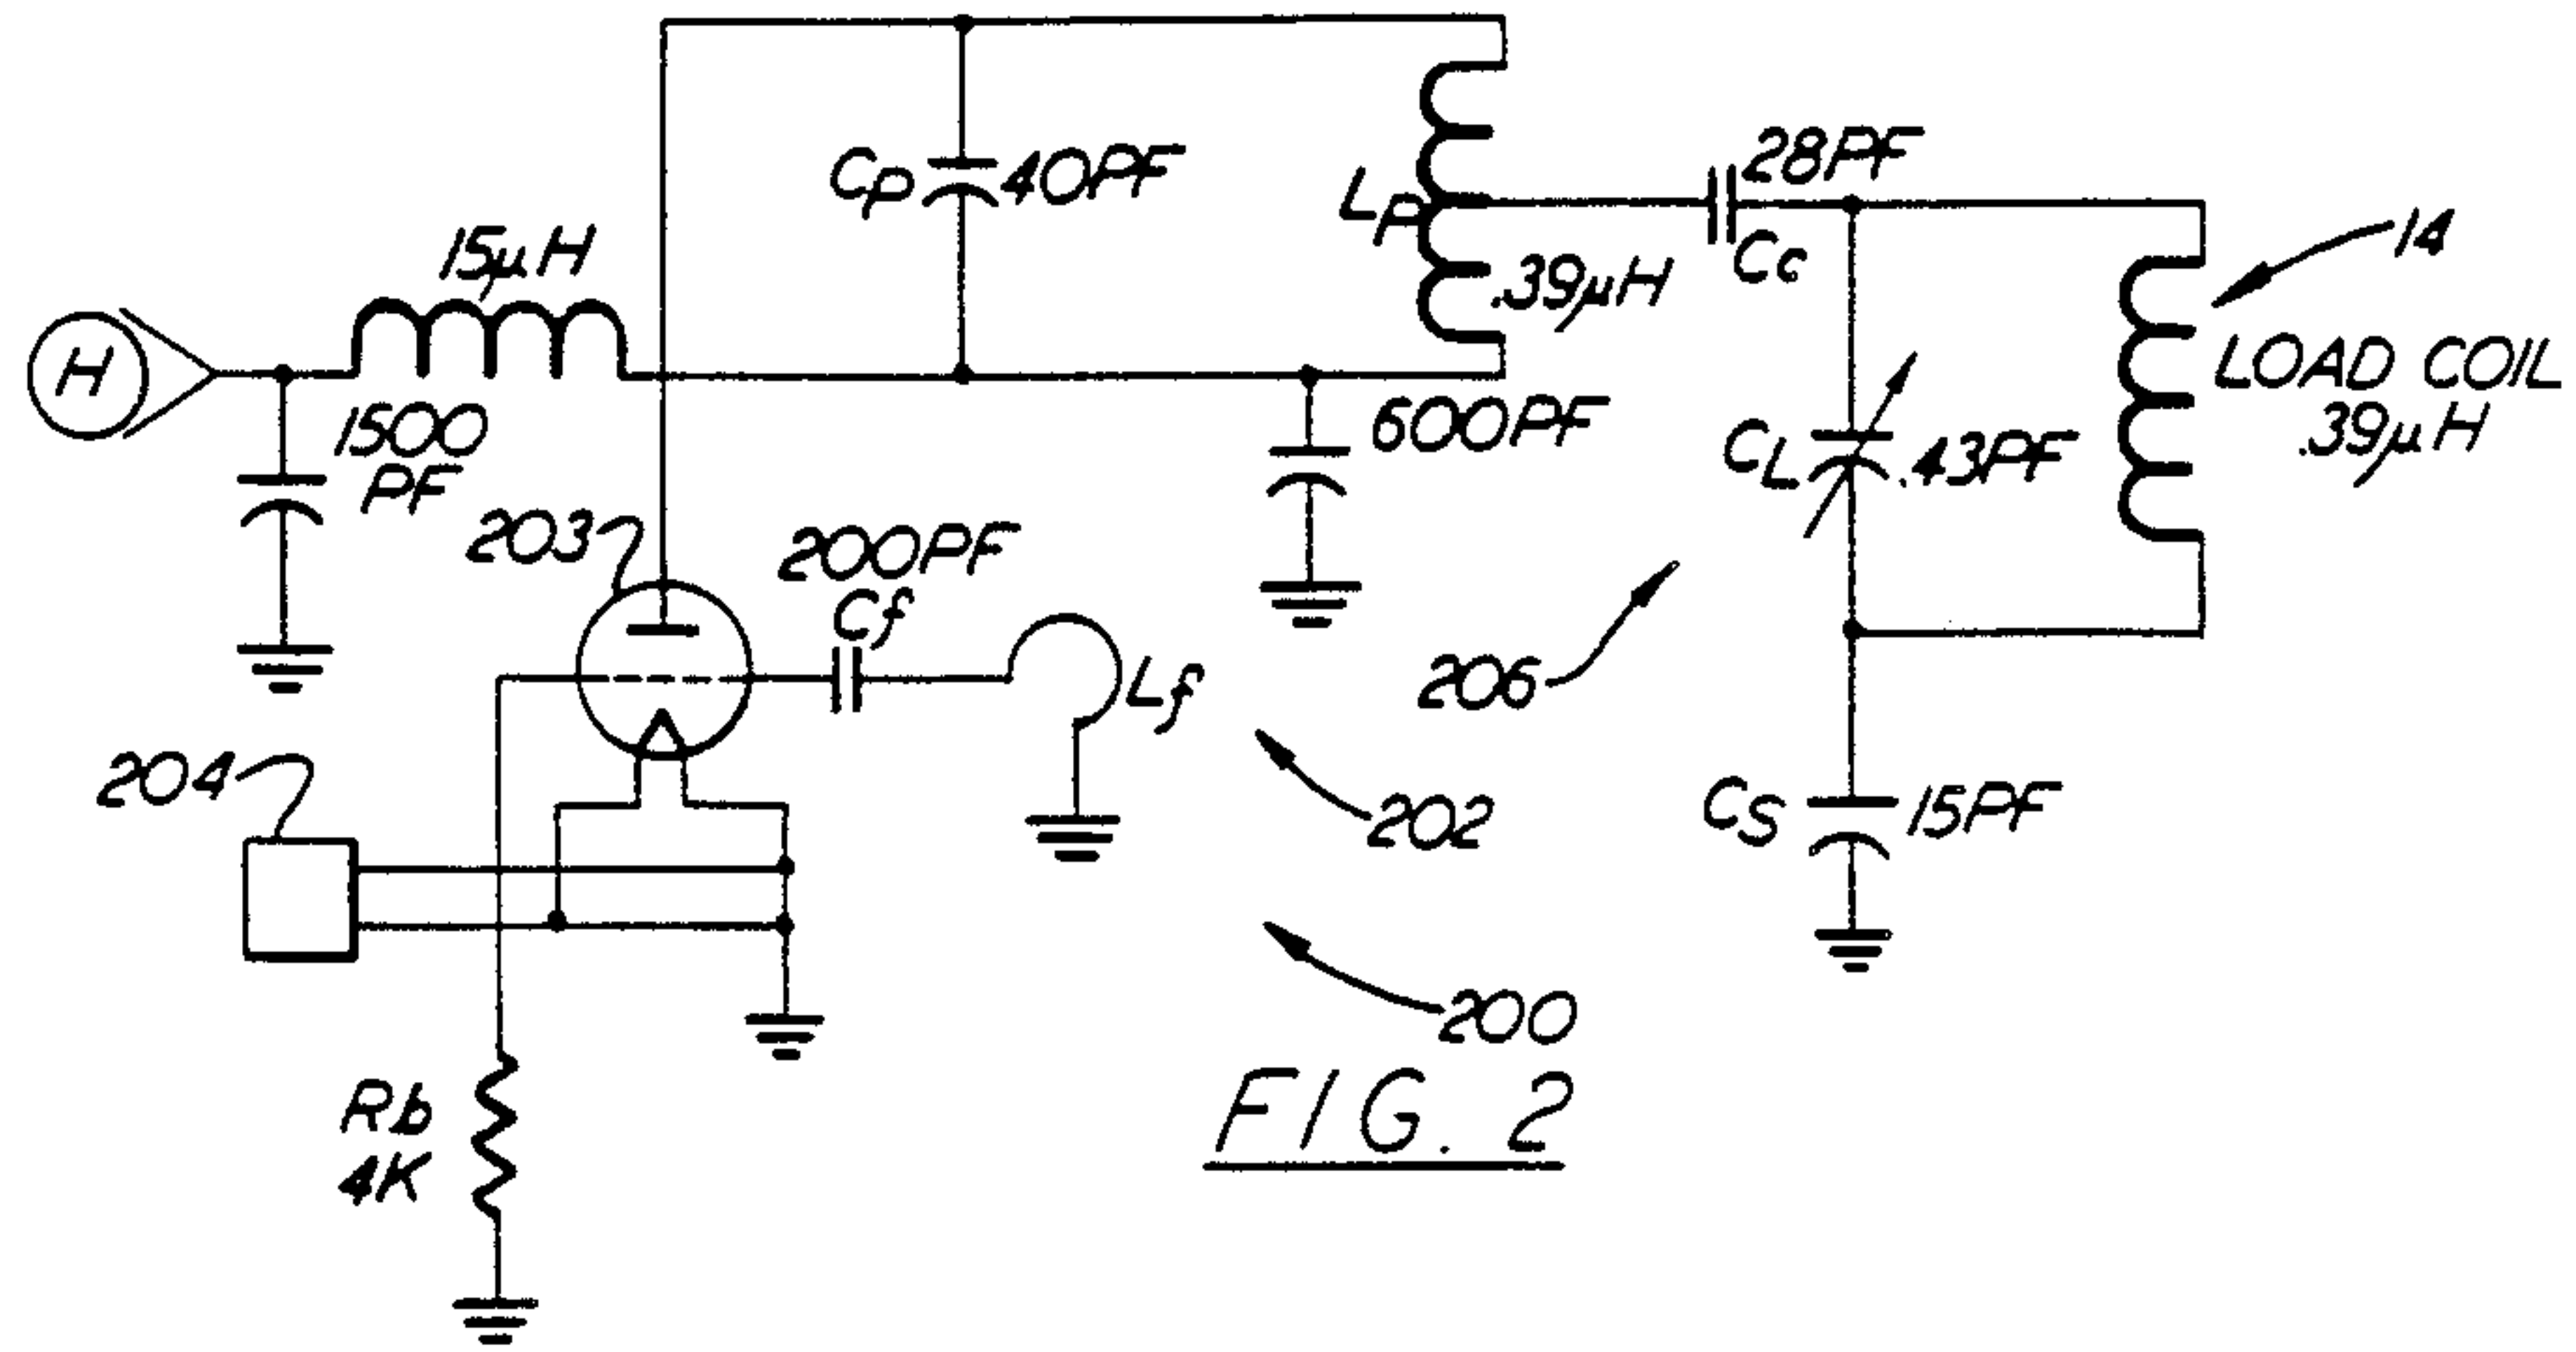 28PF
Cp
40PF
LP
14
15µH
Cc
.39µH
H
LOAD COIL
.39µH
1500
PF
600PF
CL
.43PF
203
200PF
Cf
Lf
206
204
202
CS
15PF
200
Rb
4K
FIG. 2